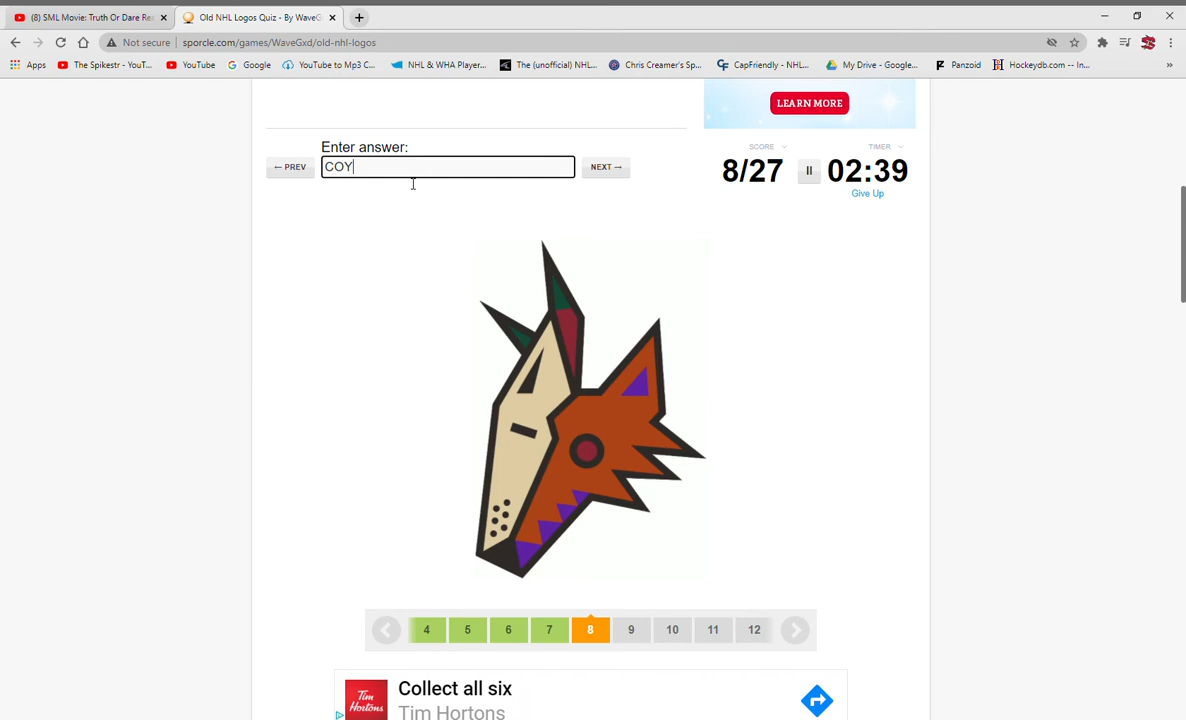 (8) SML Movie: Truth Or Dare Re
Old NHL Logos Quiz - By WaveG
Not secure
sporcle.com/games/WaveGxd/old-nhl-logos
Apps
The Spikestr - YouT...
YouTube
Google
YouTube to Mp3 C...
NHL & WHA Player...
The (unofficial) NHL...
Chris Creamer's Sp...
CapFriendly - NHL...
My Drive - Google...
Panzoid
Hockeydb.com -- In...
»
LEARN MORE
Enter answer:
← PREV
COY
NEXT →
SCORE
8/27
TIMER
02:39
Give Up
4 5 6 7 8 9 10 11 12
Tim Hortons
Collect all six
Tim Hortons